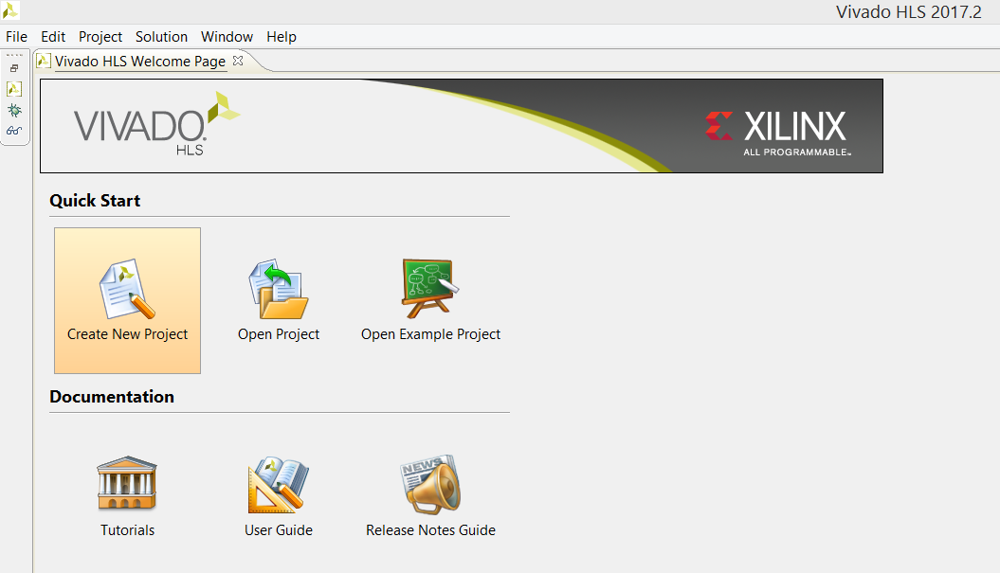 Vivado HLS 2017.2
File Edit Project Solution Window Help
Vivado HLS Welcome Page
VIVADO.
HLS
XILINX
ALL PROGRAMMABLE™
Quick Start
Create New Project
Open Project
Open Example Project
Documentation
NEWS
Tutorials
User Guide
Release Notes Guide